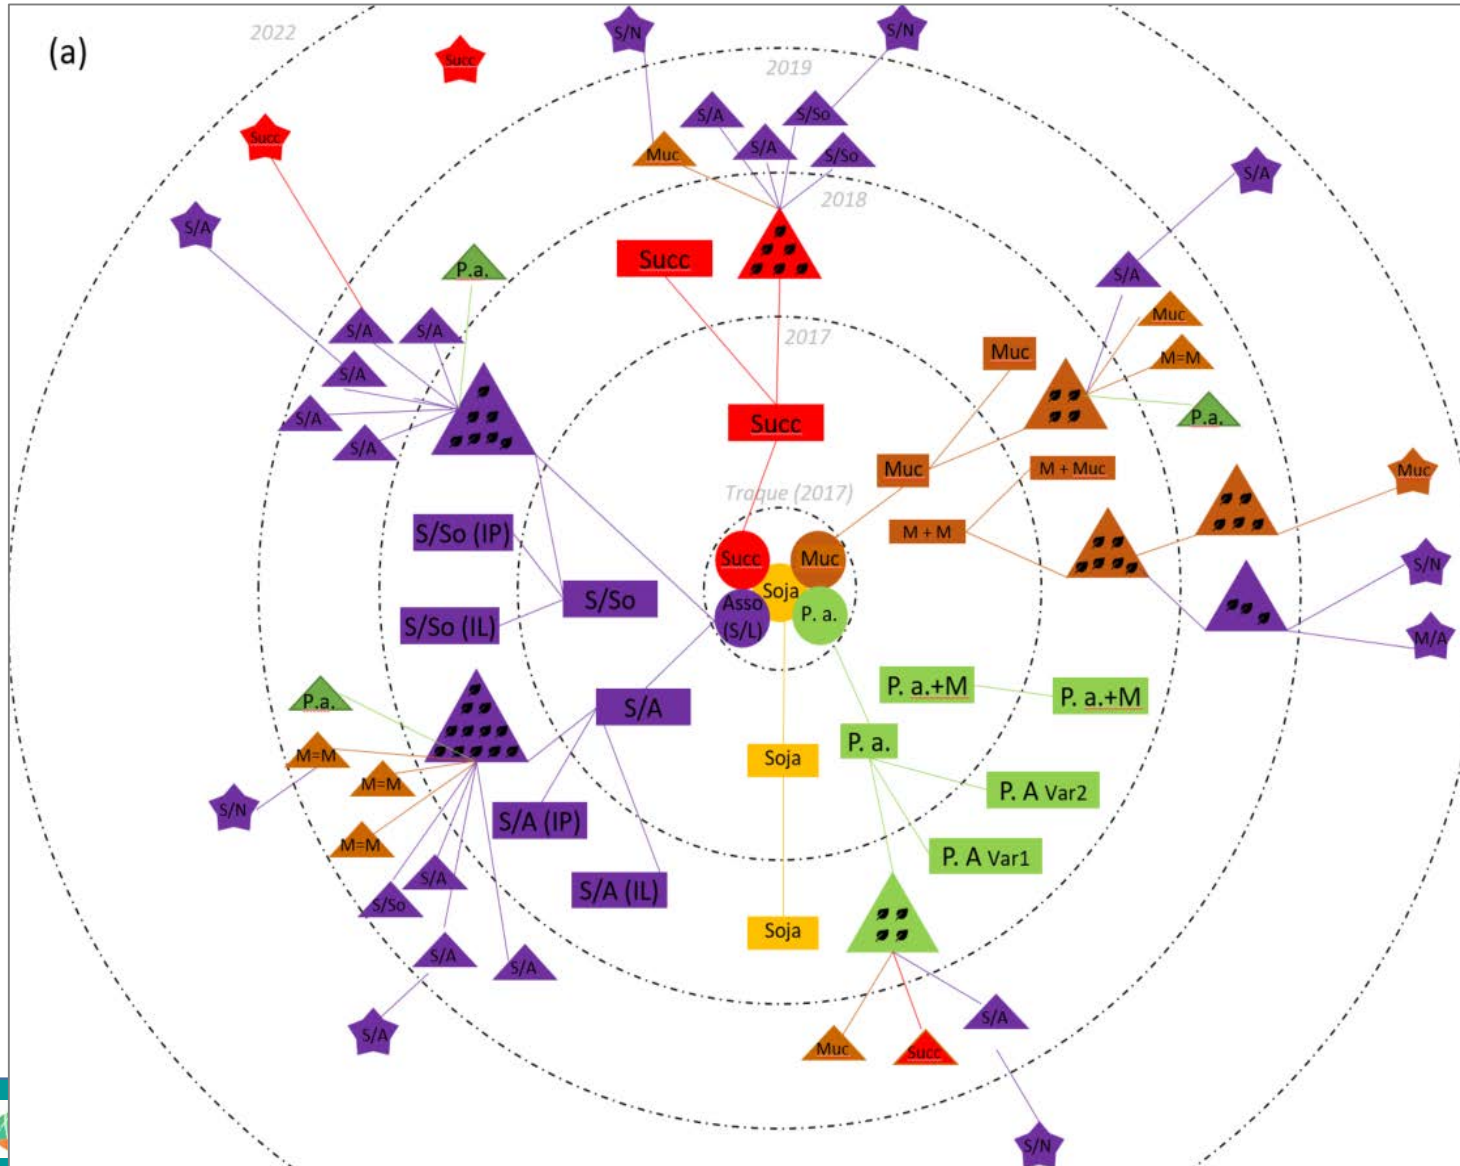 (a)
2022
Succ
S/N
S/N
2019
Succ
S/A
S/So
S/A
Muc
S/A
S/So
S/A
2018
S/A
P.a.
Succ
S/A
Muc
S/A
S/A
2017
Muc
M=M
S/A
S/A
P.a.
S/A
Succ
Muc
M + Muc
Muc
Traque (2017)
S/So (IP)
M + M
Succ
Muc
S/N
Soja
S/So
Asso
(S/L)
P. a.
S/So (IL)
M/A
P. a.+M
P. a.+M
P.a.
S/A
P. a.
M=M
Soja
M=M
P. A Var2
S/N
S/A (IP)
M=M
P. A Var1
S/A
S/A (IL)
S/So
Soja
S/A
S/A
S/A
S/A
Muc
Succ
S/N